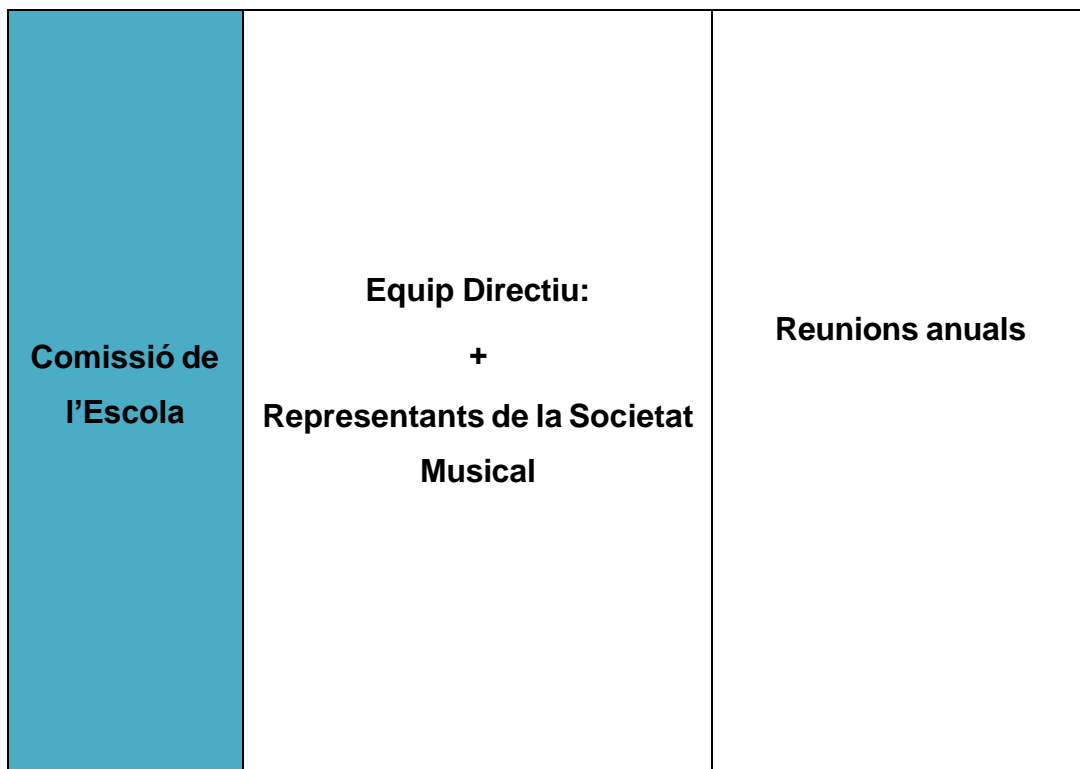 Comissió de
l’Escola
Equip Directiu:
+
Representants de la Societat
Musical
Reunions anuals